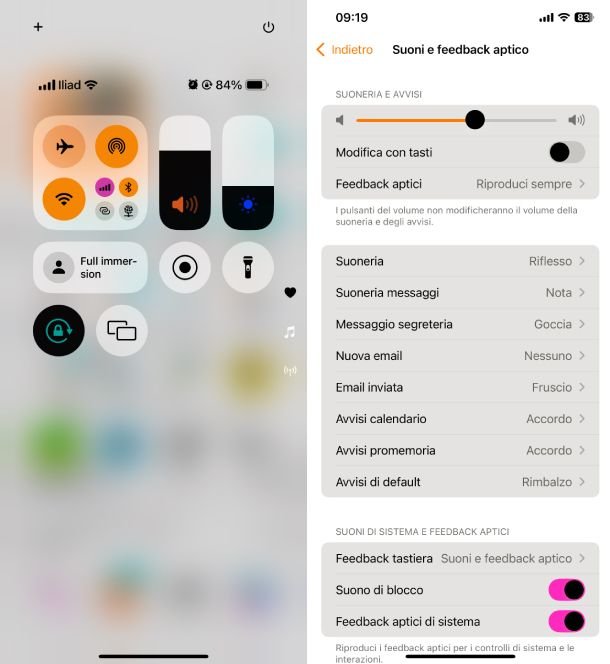 Iliad 84%
Full immer-
sion
09:19 83
Indietro Suoni e feedback aptico
SUONERIA E AVVISI
Modifica con tasti
Feedback aptici Riproduci sempre
I pulsanti del volume non modificheranno il volume della
suoneria e degli avvisi.
Suoneria Riflesso
Suoneria messaggi Nota
Messaggio segreteria Goccia
Nuova email Nessuno
Email inviata Fruscio
Avvisi calendario Accordo
Avvisi promemoria Accordo
Avvisi di default Rimbalzo
SUONI DI SISTEMA E FEEDBACK APTICI
Feedback tastiera Suoni e feedback aptico
Suono di blocco
Feedback aptici di sistema
Riproduci i feedback aptici per i controlli di sistema e le
interazioni.